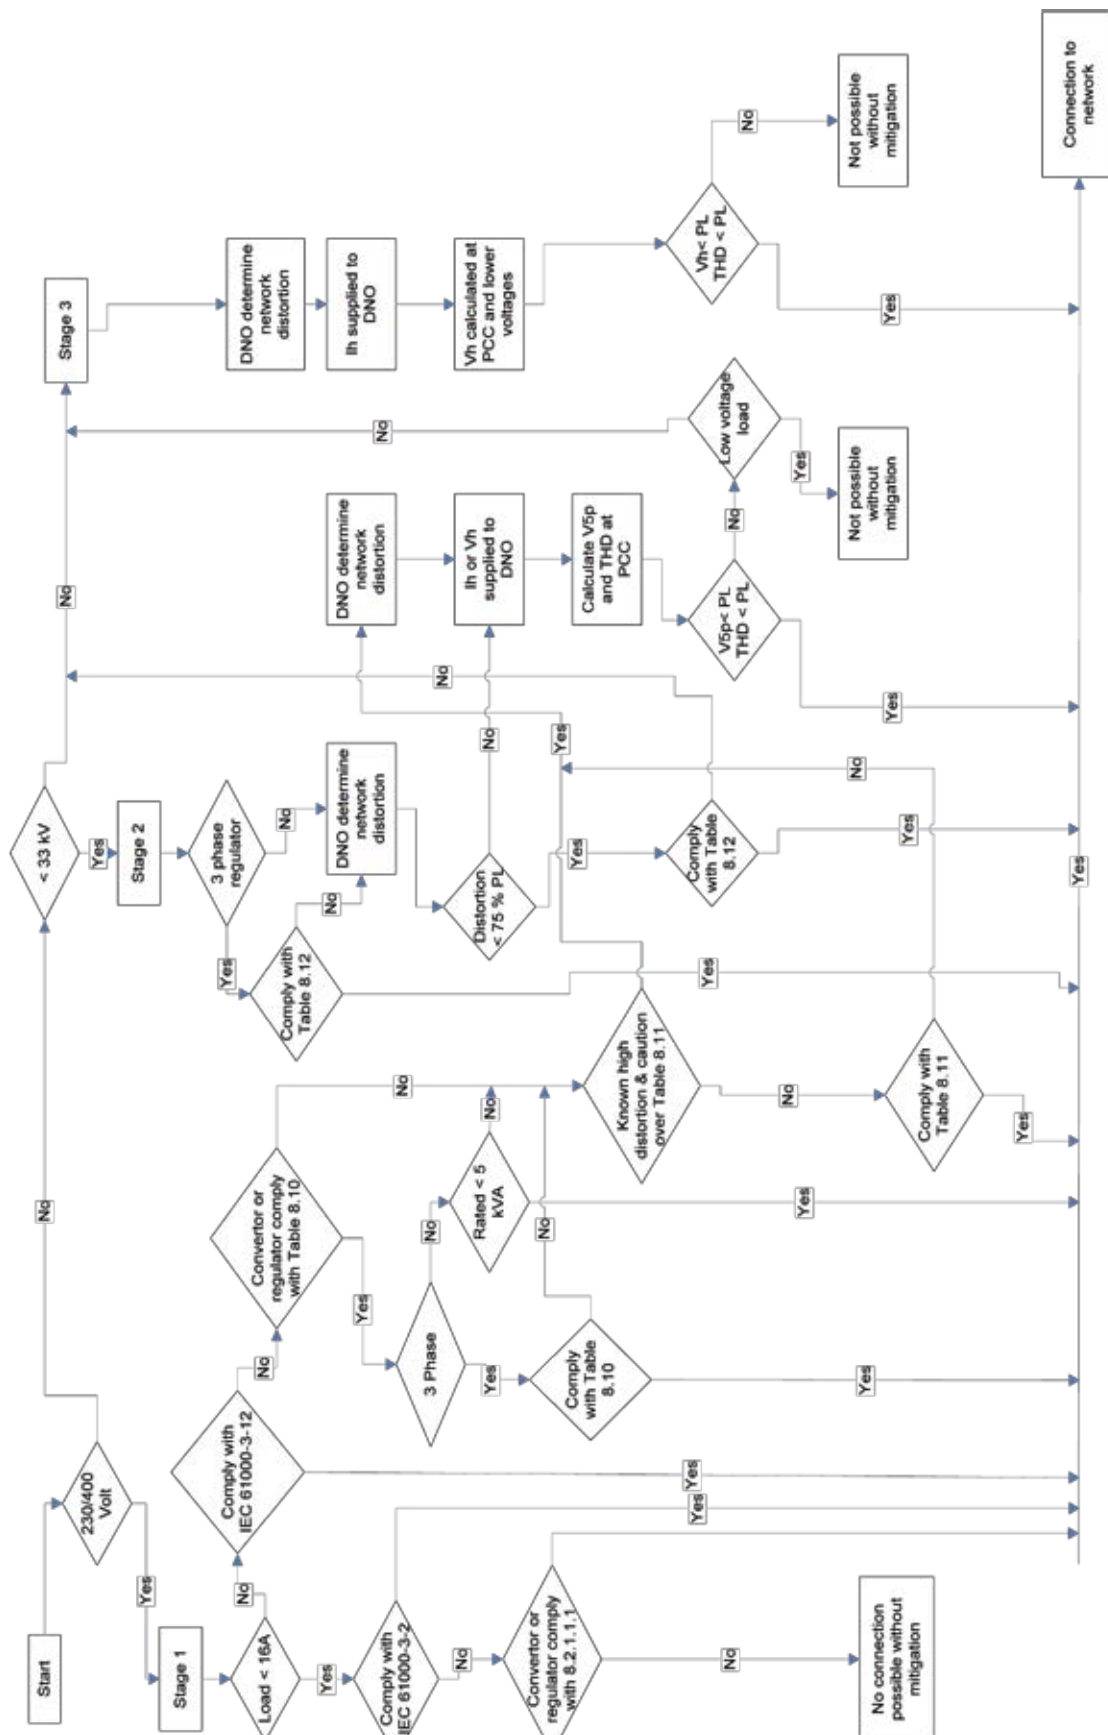 Start
230/400
Volt
No
< 33 kV
No
Stage 3
Yes
Stage 1
Load < 16A
No
Yes
Comply with
IEC 61000-3-2
No
Yes
Convertor or
regulator comply
with 8.2.1.1.1
No
No connection
possible without
mitigation
Comply with
IEC 61000-3-12
No
Yes
Convertor or
regulator comply
with Table 8.10
No
Yes
3 Phase
No
Yes
Rated < 5
kVA
No
Yes
Comply
with Table
8.10
No
Yes
Known high
distortion & caution
over Table 8.11
Yes
No
Comply with
Table 8.11
No
Yes
Yes
Stage 2
3 phase
regulator
No
Yes
Comply with
Table 8.12
No
Yes
DNO determine
network
distortion
Distortion
< 75 % PL
No
Yes
Comply
with Table
8.12
No
Yes
DNO determine
network
distortion
Ih or Vh
supplied to
DNO
Calculate V5p
and THD at
PCC
V5p< PL
THD < PL
No
Yes
Low voltage
load
No
Yes
Not possible
without
mitigation
DNO determine
network
distortion
Ih supplied to
DNO
Vh calculated at
PCC and lower
voltages
Vh< PL
THD < PL
No
Yes
Not possible
without
mitigation
Yes
Connection to
network